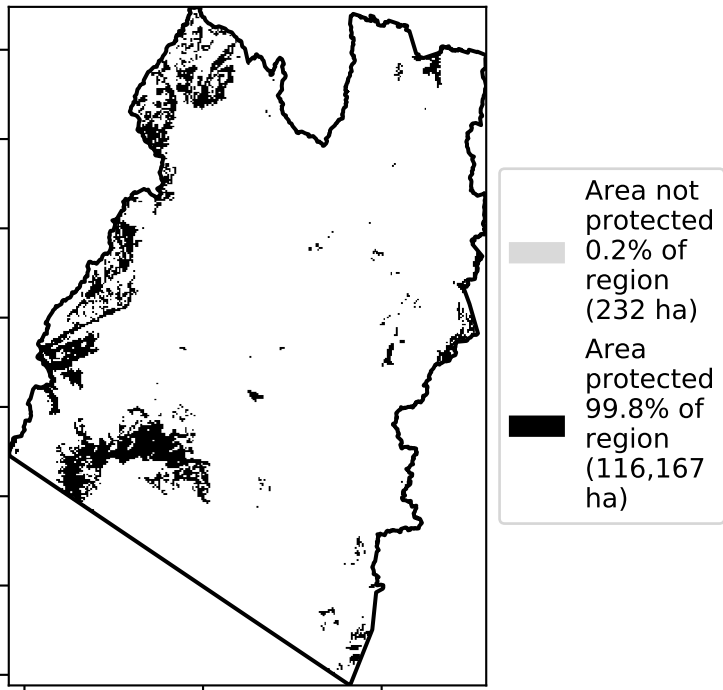 Area not
protected
0.2% of
region
(232 ha)
Area
protected
99.8% of
region
(116,167
ha)